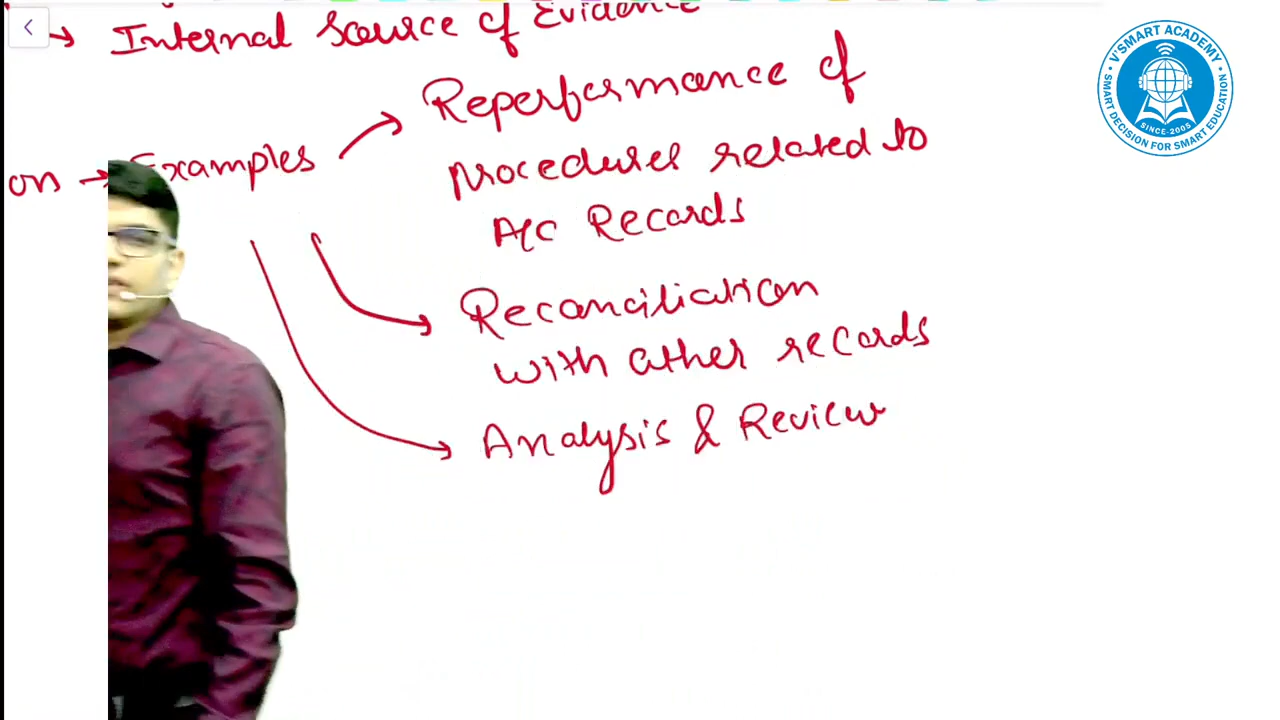 → Internal Source of Evidence
on → Examples → Reperformance of
procedures related to
A/C Records
→ Reconciliation
with other records
→ Analysis & Review
V'SMART ACADEMY
SMART DECISION FOR SMART EDUCATION
SINCE-2005